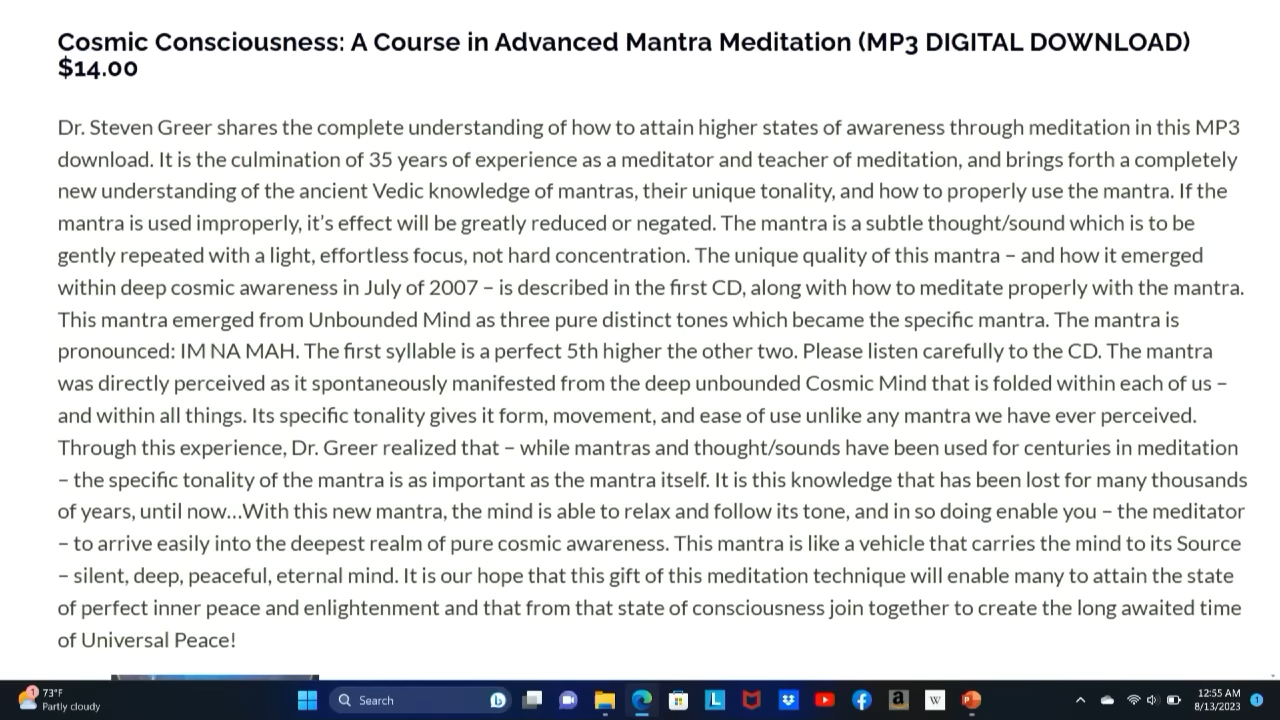 Cosmic Consciousness: A Course in Advanced Mantra Meditation (MP3 DIGITAL DOWNLOAD)
$14.00
Dr. Steven Greer shares the complete understanding of how to attain higher states of awareness through meditation in this MP3
download. It is the culmination of 35 years of experience as a meditator and teacher of meditation, and brings forth a completely
new understanding of the ancient Vedic knowledge of mantras, their unique tonality, and how to properly use the mantra. If the
mantra is used improperly, it's effect will be greatly reduced or negated. The mantra is a subtle thought/sound which is to be
gently repeated with a light, effortless focus, not hard concentration. The unique quality of this mantra – and how it emerged
within deep cosmic awareness in July of 2007 – is described in the first CD, along with how to meditate properly with the mantra.
This mantra emerged from Unbounded Mind as three pure distinct tones which became the specific mantra. The mantra is
pronounced: IM NA MAH. The first syllable is a perfect 5th higher the other two. Please listen carefully to the CD. The mantra
was directly perceived as it spontaneously manifested from the deep unbounded Cosmic Mind that is folded within each of us –
and within all things. Its specific tonality gives it form, movement, and ease of use unlike any mantra we have ever perceived.
Through this experience, Dr. Greer realized that – while mantras and thought/sounds have been used for centuries in meditation
– the specific tonality of the mantra is as important as the mantra itself. It is this knowledge that has been lost for many thousands
of years, until now…With this new mantra, the mind is able to relax and follow its tone, and in so doing enable you – the meditator
– to arrive easily into the deepest realm of pure cosmic awareness. This mantra is like a vehicle that carries the mind to its Source
– silent, deep, peaceful, eternal mind. It is our hope that this gift of this meditation technique will enable many to attain the state
of perfect inner peace and enlightenment and that from that state of consciousness join together to create the long awaited time
of Universal Peace!
1
73°F
Partly cloudy
Search
b
L
a
W
P
12:55 AM
8/13/2023
1